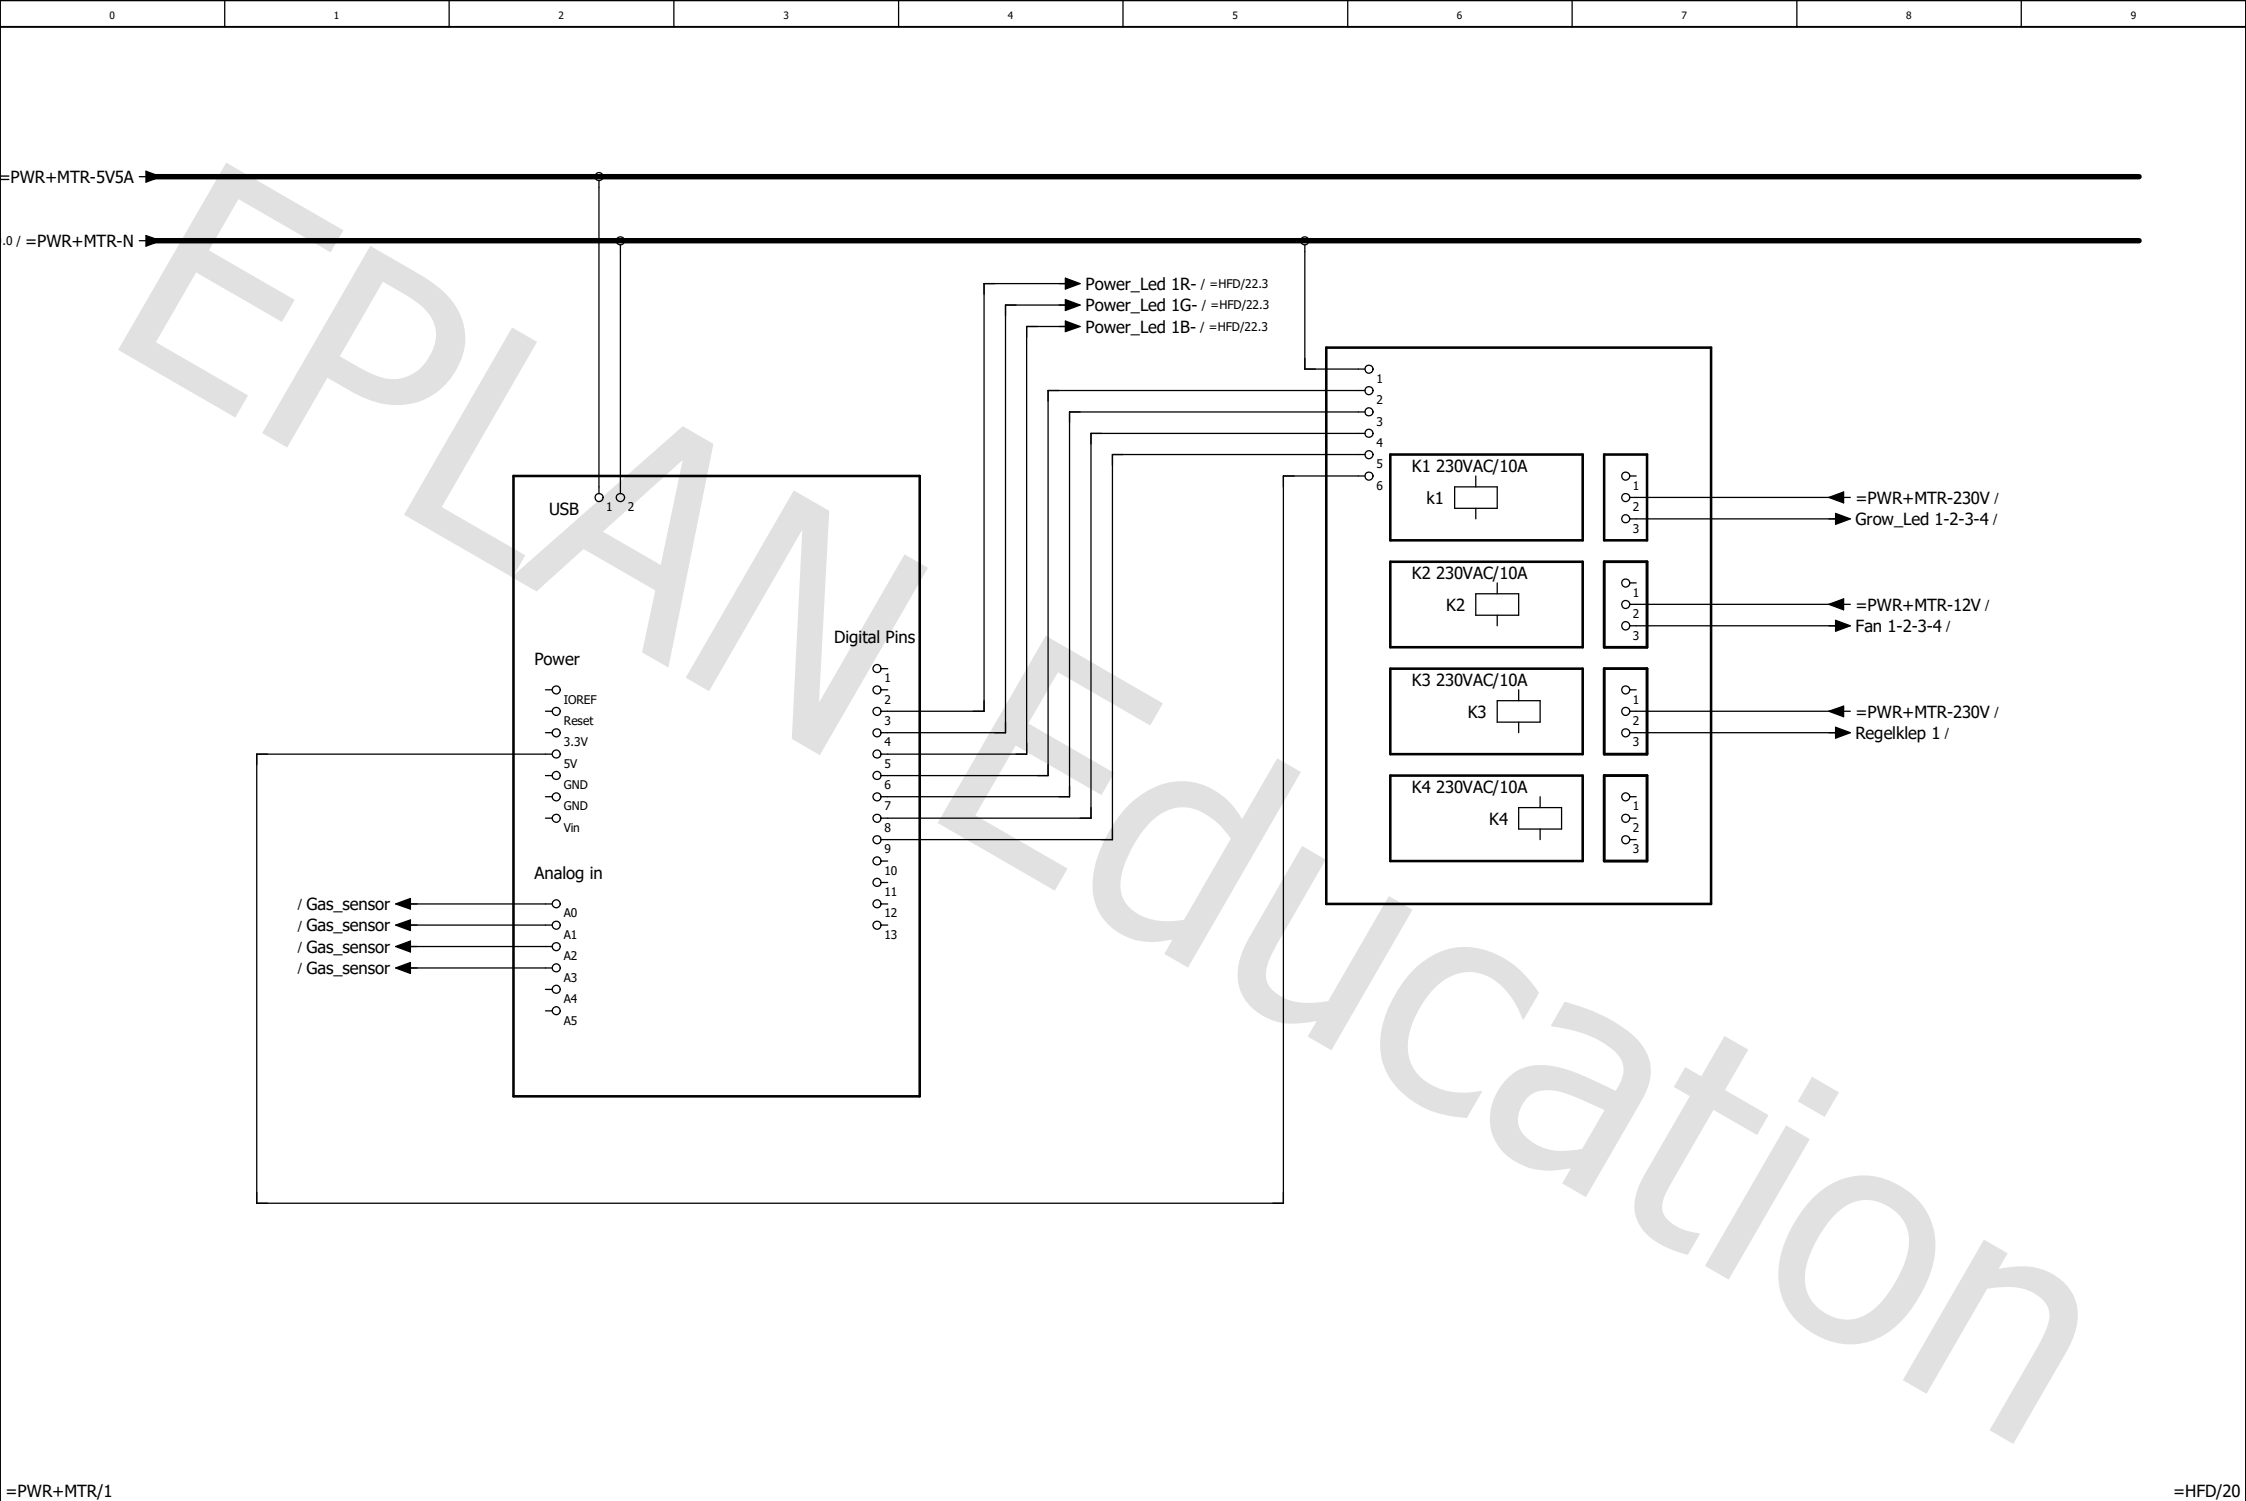 0 1 2 3 4 5 6 7 8 9
=PWR+MTR-5V5A
.0 / =PWR+MTR-N
Power_Led 1R- / =HFD/22.3
Power_Led 1G- / =HFD/22.3
Power_Led 1B- / =HFD/22.3
USB 1 2
Power
IOREF
Reset
3.3V
5V
GND
GND
Vin
Analog in
/ Gas_sensor A0
/ Gas_sensor A1
/ Gas_sensor A2
/ Gas_sensor A3
A4
A5
Digital Pins
1
2
3
4
5
6
7
8
9
10
11
12
13
1
2
3
4
5
6
K1 230VAC/10A
k1
1
2
3
=PWR+MTR-230V /
Grow_Led 1-2-3-4 /
K2 230VAC/10A
K2
1
2
3
=PWR+MTR-12V /
Fan 1-2-3-4 /
K3 230VAC/10A
K3
1
2
3
=PWR+MTR-230V /
Regelklep 1 /
K4 230VAC/10A
K4
1
2
3
EPLAN Education
=PWR+MTR/1
=HFD/20